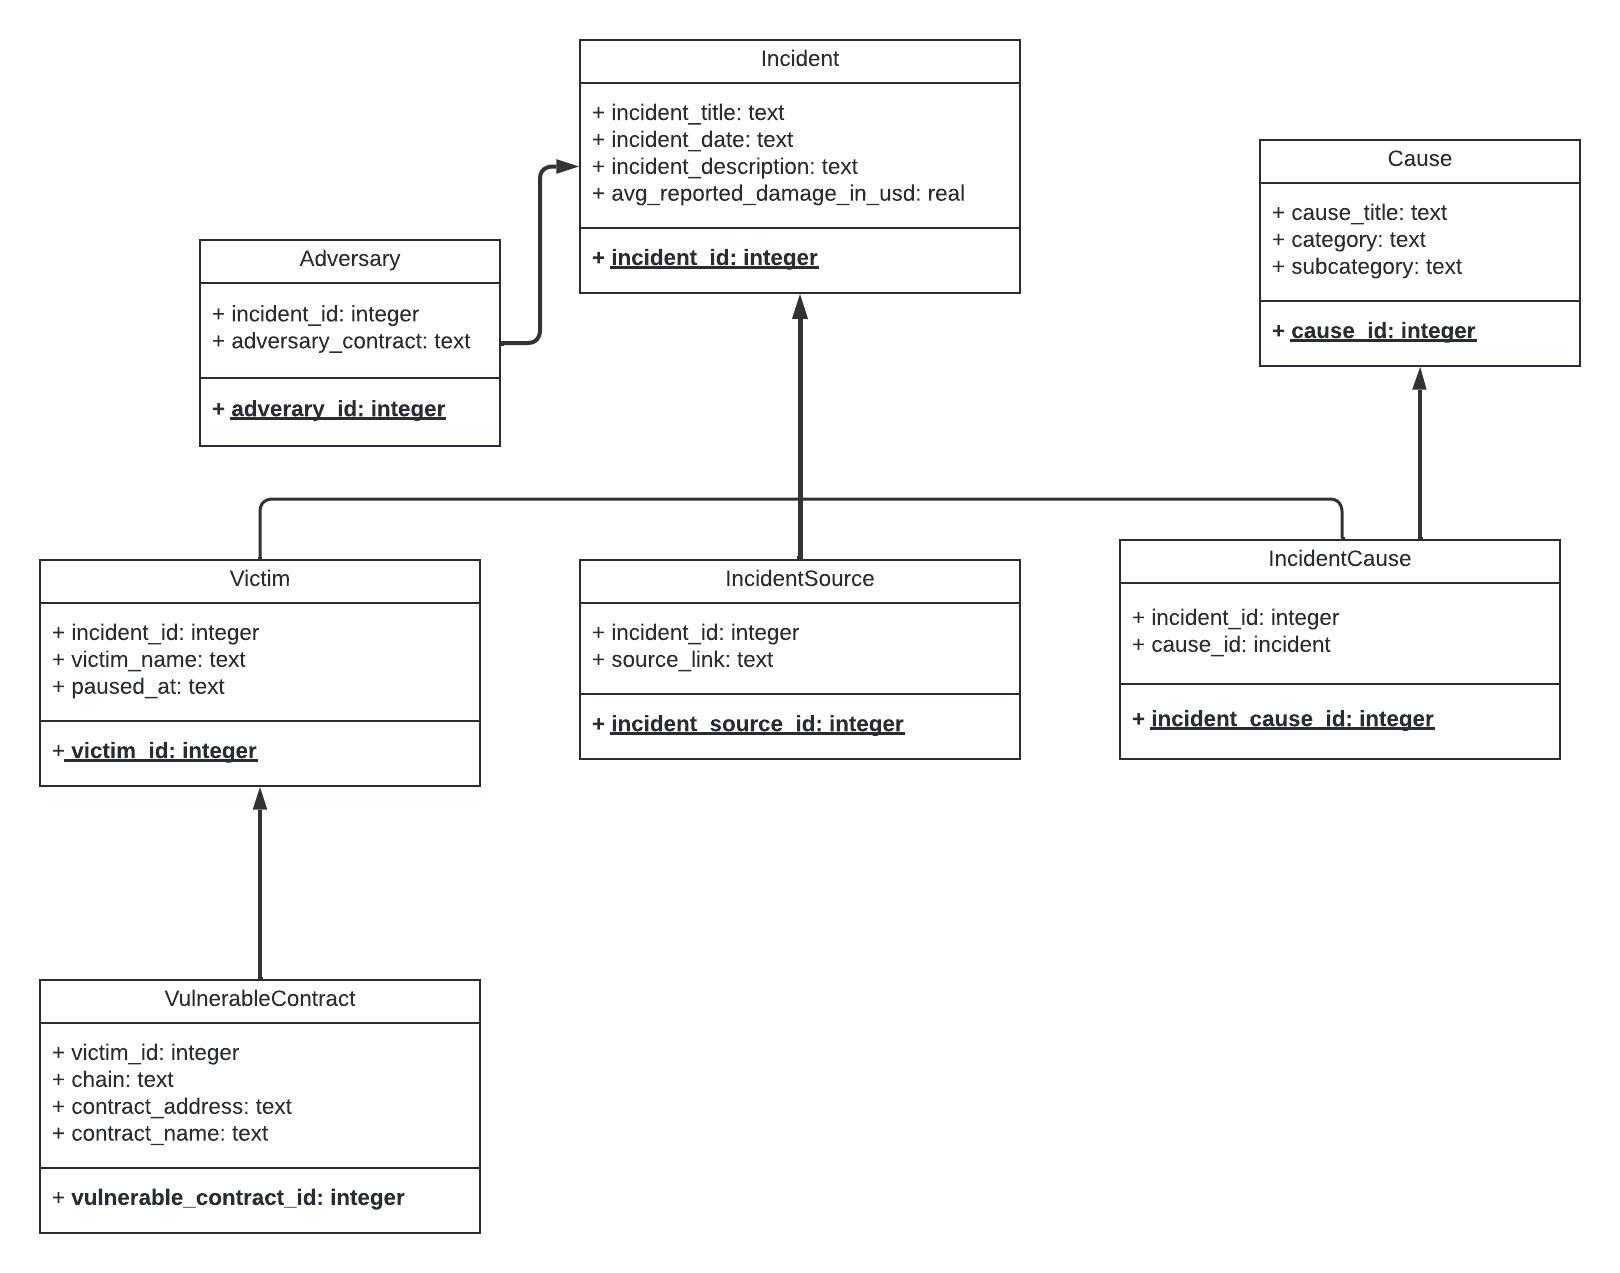 Incident
+ incident_title: text
+ incident_date: text
+ incident_description: text
+ avg_reported_damage_in_usd: real
+ incident_id: integer
Cause
+ cause_title: text
+ category: text
+ subcategory: text
+ cause_id: integer
Adversary
+ incident_id: integer
+ adversary_contract: text
+ adverary_id: integer
Victim
+ incident_id: integer
+ victim_name: text
+ paused_at: text
+ victim_id: integer
IncidentSource
+ incident_id: integer
+ source_link: text
+ incident_source_id: integer
IncidentCause
+ incident_id: integer
+ cause_id: incident
+ incident_cause_id: integer
VulnerableContract
+ victim_id: integer
+ chain: text
+ contract_address: text
+ contract_name: text
+ vulnerable_contract_id: integer